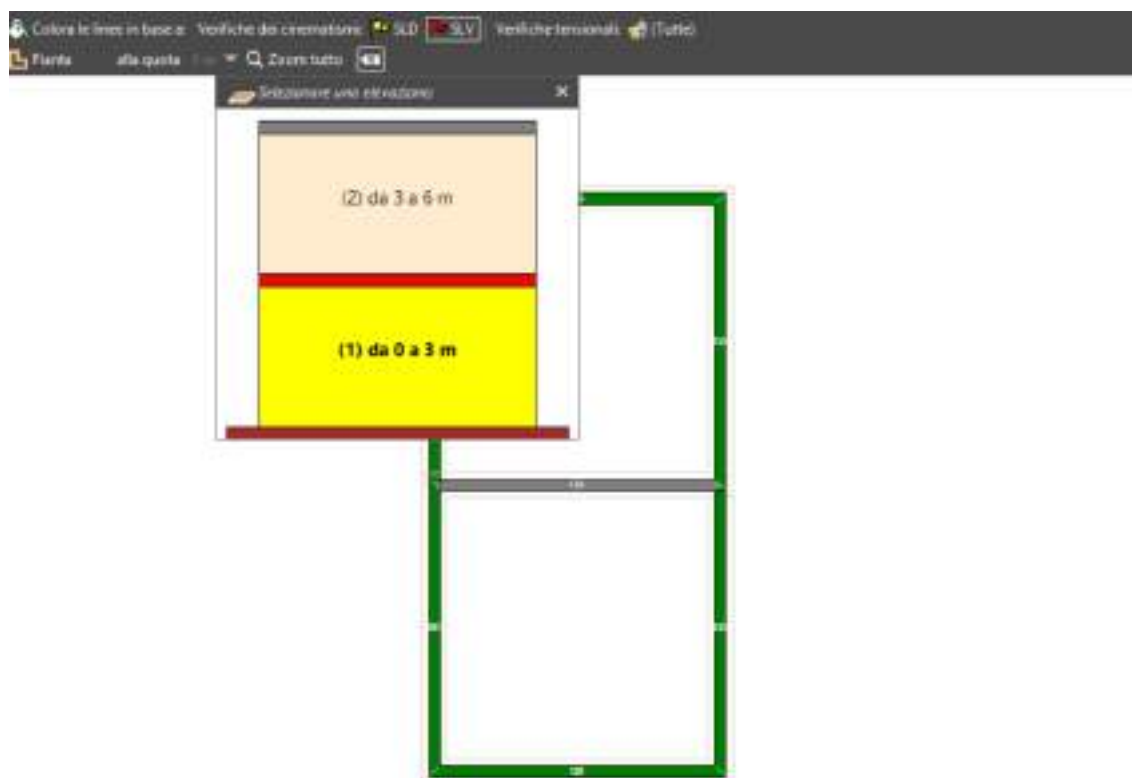 Colora le linee in base a: Verifiche dei cinematismi: SLD SLV Verifiche tensionali: (Tutte)
Pianta alla quota Zoom tutto
Selezionare una elevazione
(2) da 3 a 6 m
(1) da 0 a 3 m